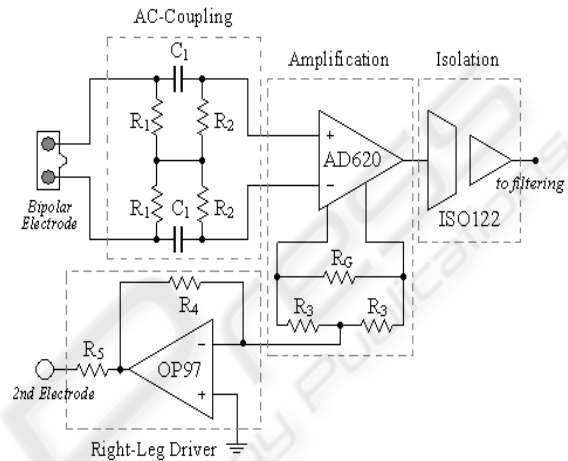 AC-Coupling
C1
Amplification
Isolation
R1
R2
+
AD620
−
to filtering
ISO122
Bipolar
Electrode
R1
C1
R2
RG
R3
R3
R4
R5
−
OP97
+
2nd Electrode
Right-Leg Driver